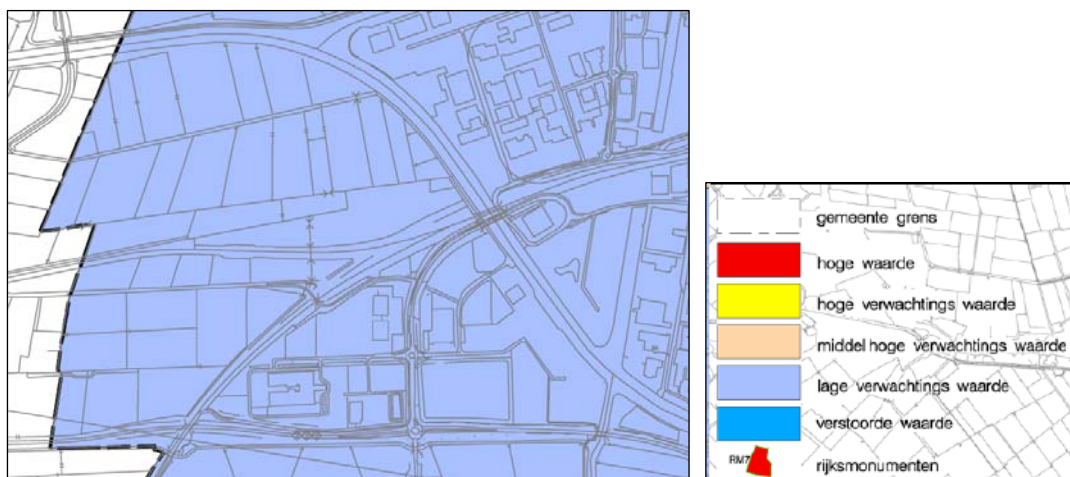 gemeente grens
hoge waarde
hoge verwachtings waarde
middel hoge verwachtings waarde
lage verwachtings waarde
verstoorde waarde
RM7
rijksmonumenten